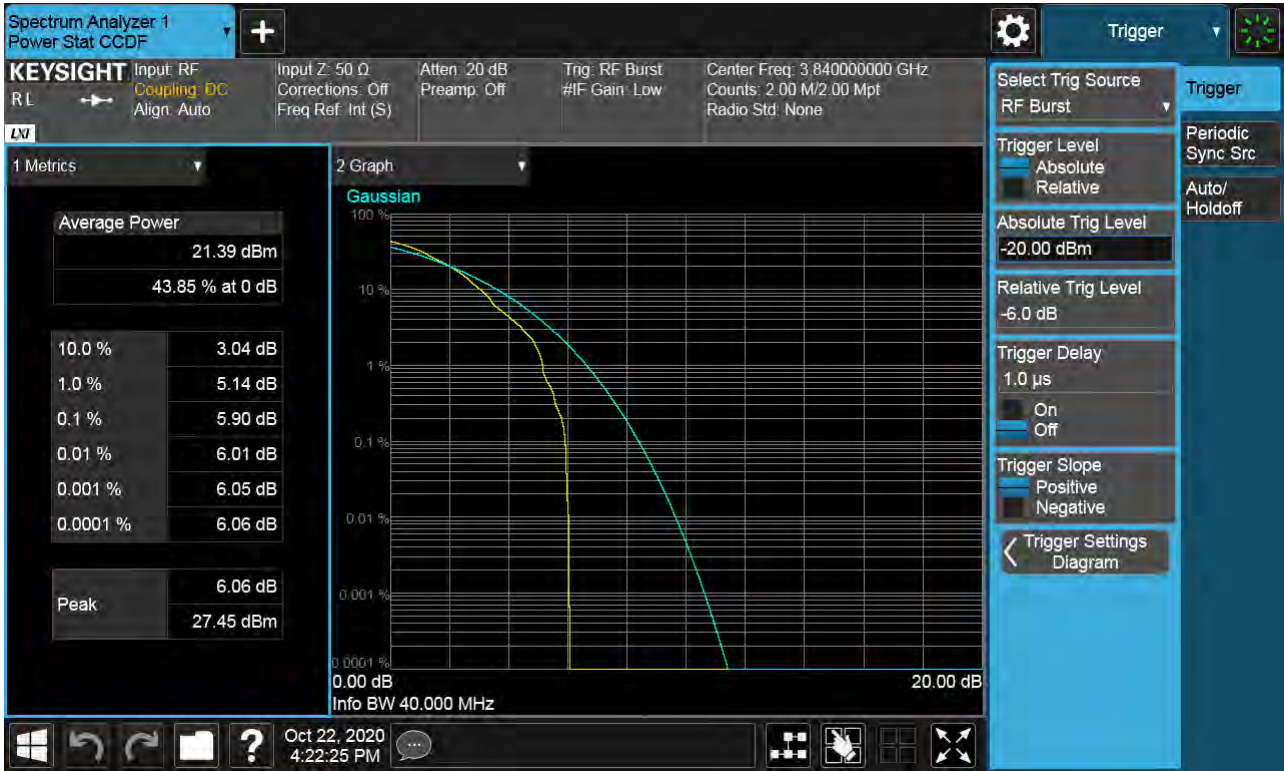 Spectrum Analyzer 1
Power Stat CCDF
+
Trigger
KEYSIGHT
R L
LXI
Input: RF
Coupling: DC
Align: Auto
Input Z: 50 Ω
Corrections: Off
Freq Ref: Int (S)
Atten: 20 dB
Preamp: Off
Trig: RF Burst
#IF Gain: Low
Center Freq: 3.840000000 GHz
Counts: 2.00 M/2.00 Mpt
Radio Std: None
1 Metrics
Average Power
21.39 dBm
43.85 % at 0 dB
10.0 % 3.04 dB
1.0 % 5.14 dB
0.1 % 5.90 dB
0.01 % 6.01 dB
0.001 % 6.05 dB
0.0001 % 6.06 dB
Peak
6.06 dB
27.45 dBm
2 Graph
Gaussian
100 %
10 %
1 %
0.1 %
0.01 %
0.001 %
0.0001 %
0.00 dB
20.00 dB
Info BW 40.000 MHz
Select Trig Source
RF Burst
Trigger Level
Absolute
Relative
Absolute Trig Level
-20.00 dBm
Relative Trig Level
-6.0 dB
Trigger Delay
1.0 µs
On
Off
Trigger Slope
Positive
Negative
Trigger Settings
Diagram
Trigger
Periodic
Sync Src
Auto/
Holdoff
?
Oct 22, 2020
4:22:25 PM